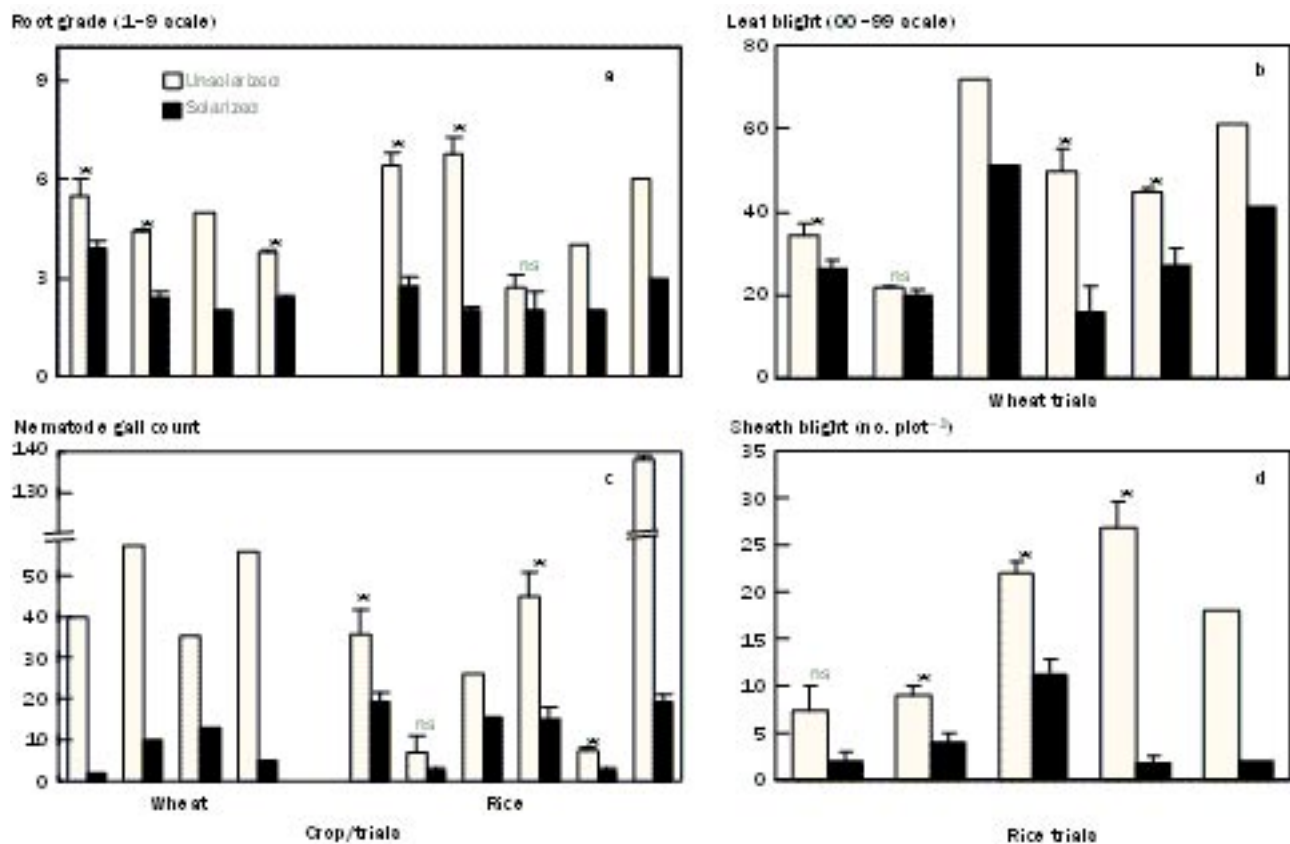 Root grade (1–9 scale)
a
Unsolarized
Solarized
9
6
3
0
* * * * * ns
Leaf blight (00–99 scale)
b
80
60
40
20
0
* ns * *
Wheat trials
Nematode gall count
c
140
130
50
40
30
20
10
0
* ns * *
Wheat Rice
Crop/trials
Sheath blight (no. plot⁻¹)
d
35
30
25
20
15
10
5
0
ns * * *
Rice trials